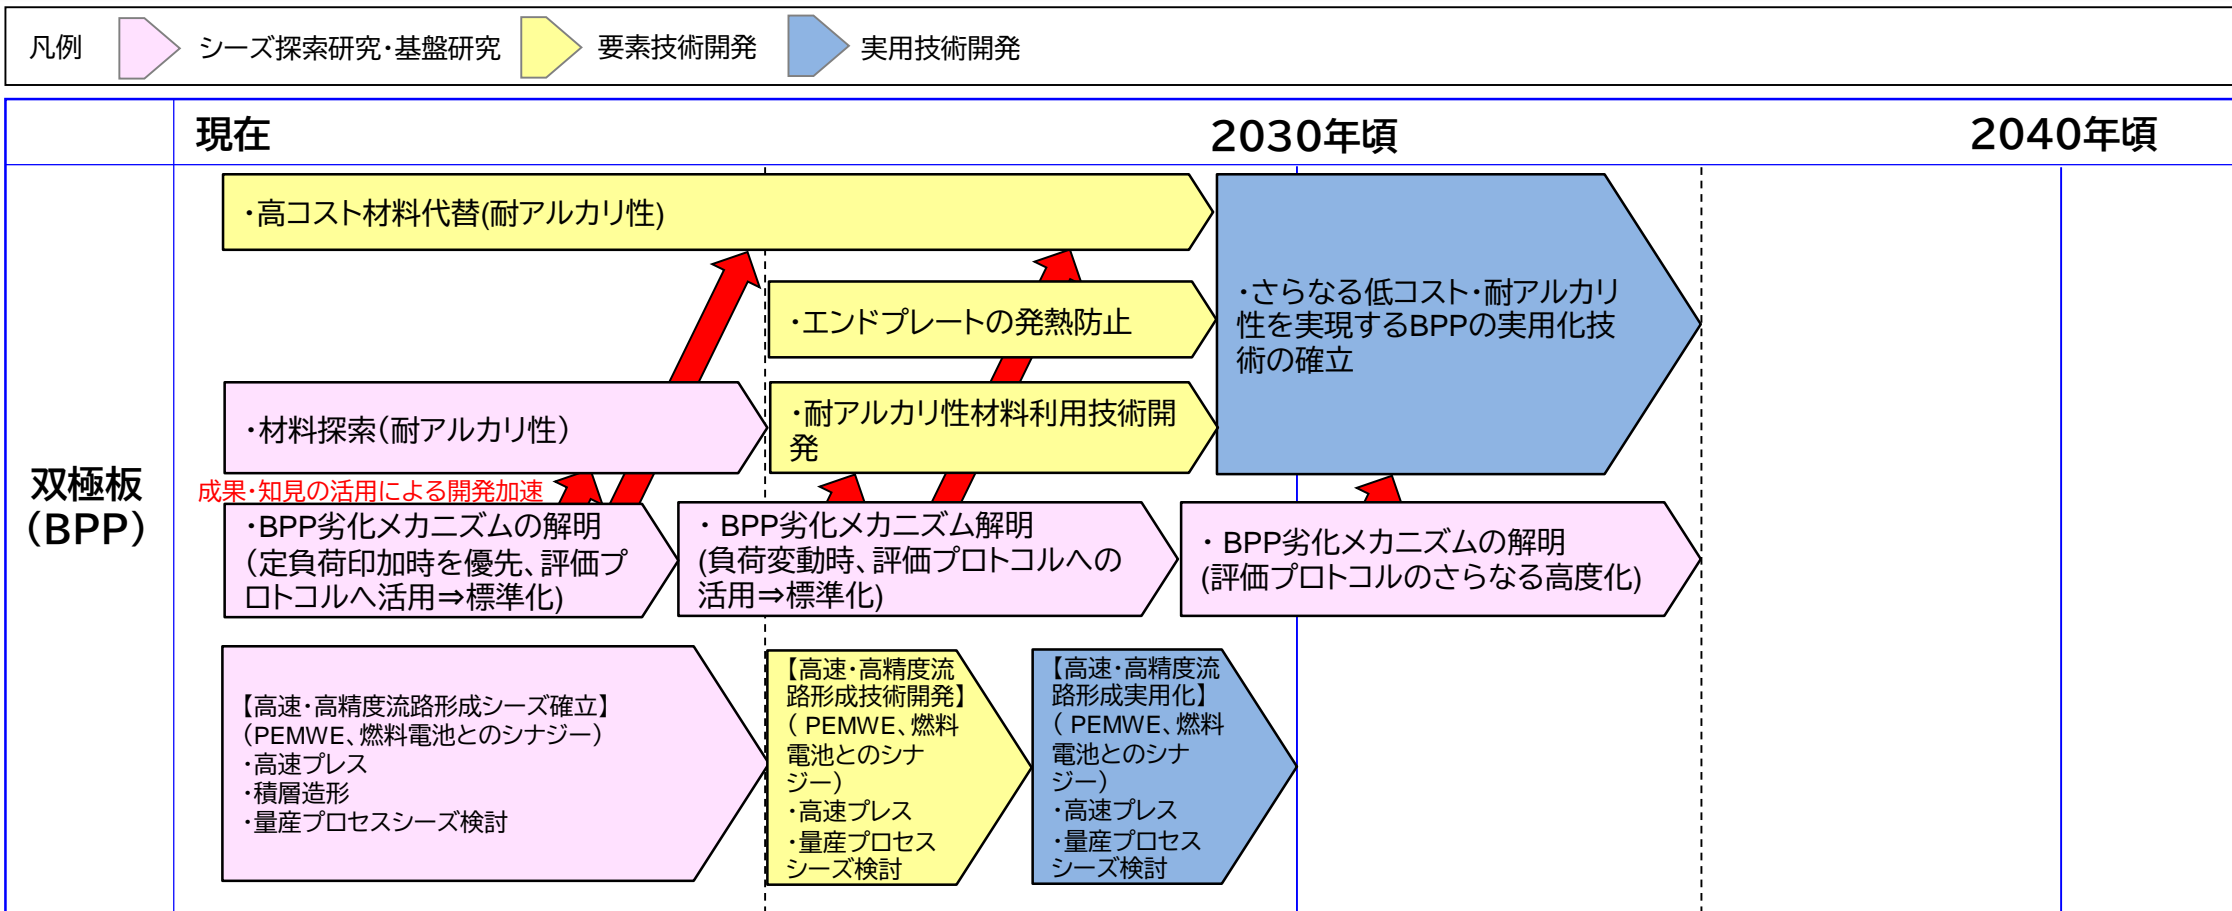 凡例
シーズ探索研究・基盤研究
要素技術開発
実用技術開発
現在
2030年頃
2040年頃
双極板
（BPP）
・高コスト材料代替(耐アルカリ性)
・エンドプレートの発熱防止
・さらなる低コスト・耐アルカリ
性を実現するBPPの実用化技
術の確立
・材料探索（耐アルカリ性）
・耐アルカリ性材料利用技術開
発
成果・知見の活用による開発加速
・BPP劣化メカニズムの解明
（定負荷印加時を優先、評価プ
ロトコルへ活用⇒標準化)
・ BPP劣化メカニズム解明
(負荷変動時、評価プロトコルへの
活用⇒標準化)
・ BPP劣化メカニズムの解明
(評価プロトコルのさらなる高度化)
【高速・高精度流路形成シーズ確立】
（PEMWE、燃料電池とのシナジー）
・高速プレス
・積層造形
・量産プロセスシーズ検討
【高速・高精度流
路形成技術開発】
（ PEMWE、燃料
電池とのシナ
ジー）
・高速プレス
・量産プロセス
シーズ検討
【高速・高精度流
路形成実用化】
（ PEMWE、燃料
電池とのシナ
ジー）
・高速プレス
・量産プロセス
シーズ検討